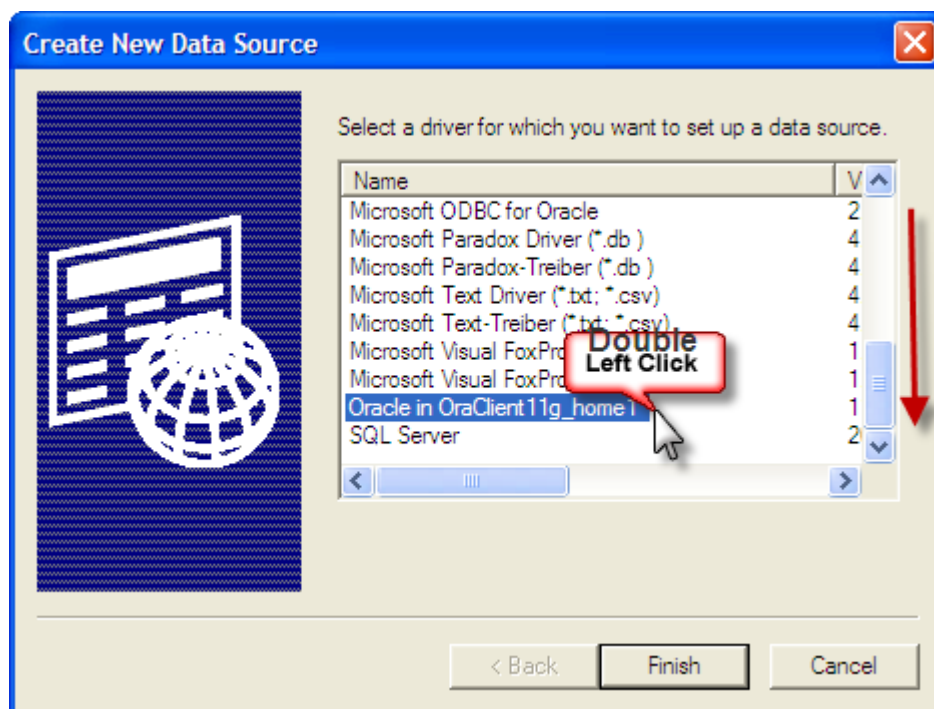 Create New Data Source
Select a driver for which you want to set up a data source.
Name V
Microsoft ODBC for Oracle 2
Microsoft Paradox Driver (*.db ) 4
Microsoft Paradox-Treiber (*.db ) 4
Microsoft Text Driver (*.txt; *.csv) 4
Microsoft Text-Treiber (*.txt; *.csv) 4
Microsoft Visual FoxPro 1
Microsoft Visual FoxPro 1
Double
Left Click
Oracle in OraClient11g_home1 1
SQL Server 2
< Back Finish Cancel